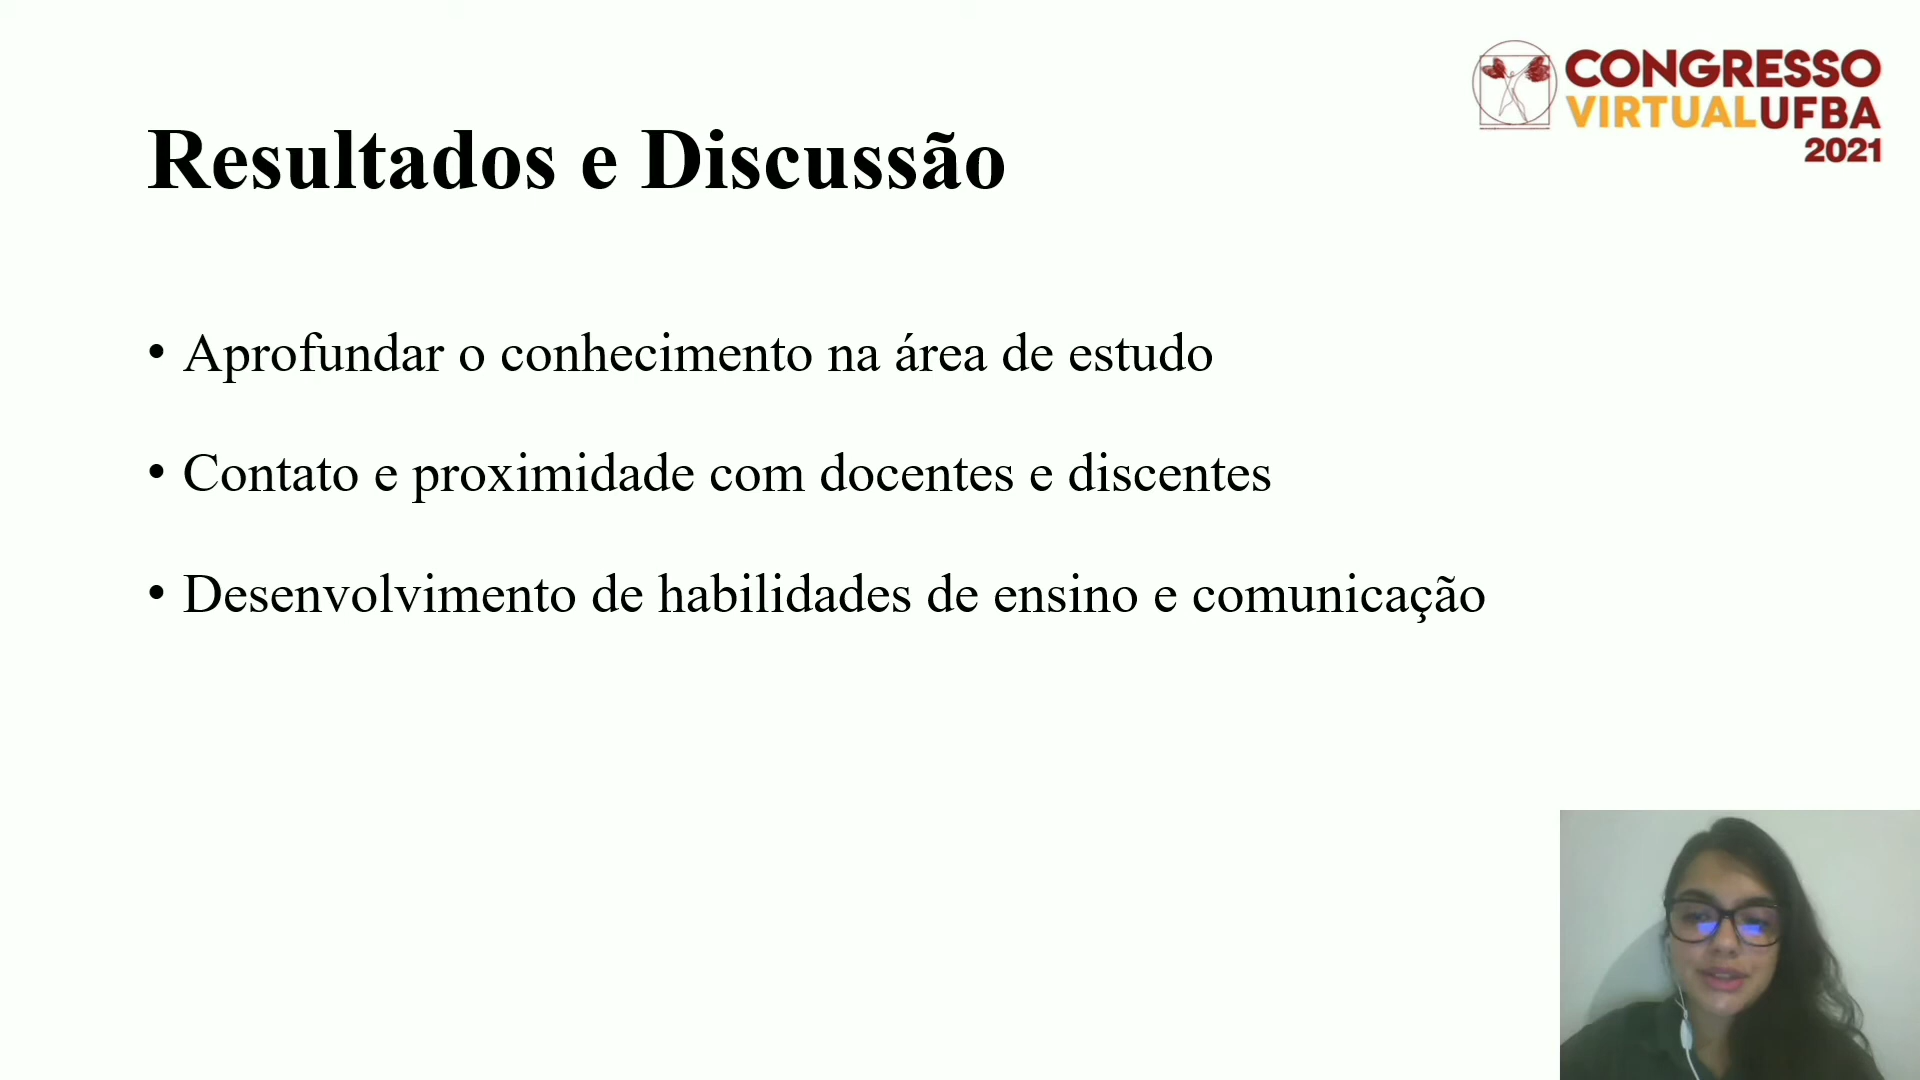 CONGRESSO
VIRTUALUFBA
2021
Resultados e Discussão
• Aprofundar o conhecimento na área de estudo
• Contato e proximidade com docentes e discentes
• Desenvolvimento de habilidades de ensino e comunicação